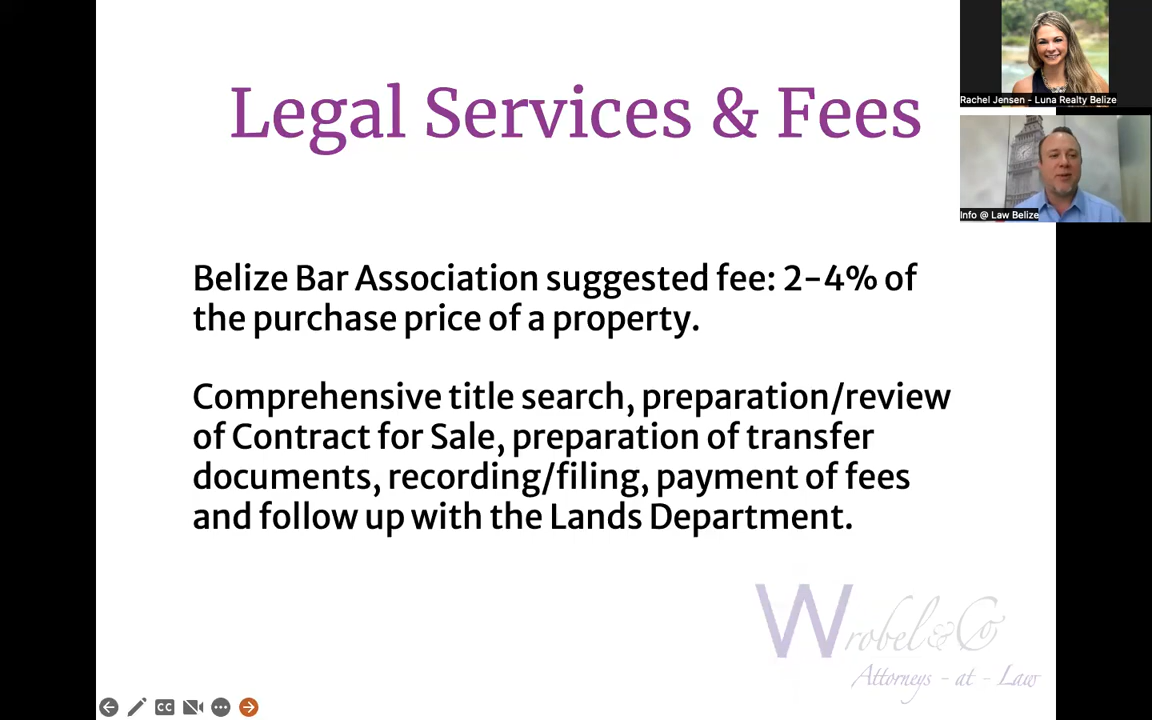 Legal Services & Fees
Rachel Jensen - Luna Realty Belize
Info @ Law Belize
Belize Bar Association suggested fee: 2-4% of
the purchase price of a property.
Comprehensive title search, preparation/review
of Contract for Sale, preparation of transfer
documents, recording/filing, payment of fees
and follow up with the Lands Department.
Wrobel & Co
Attorneys - at - Law
CC